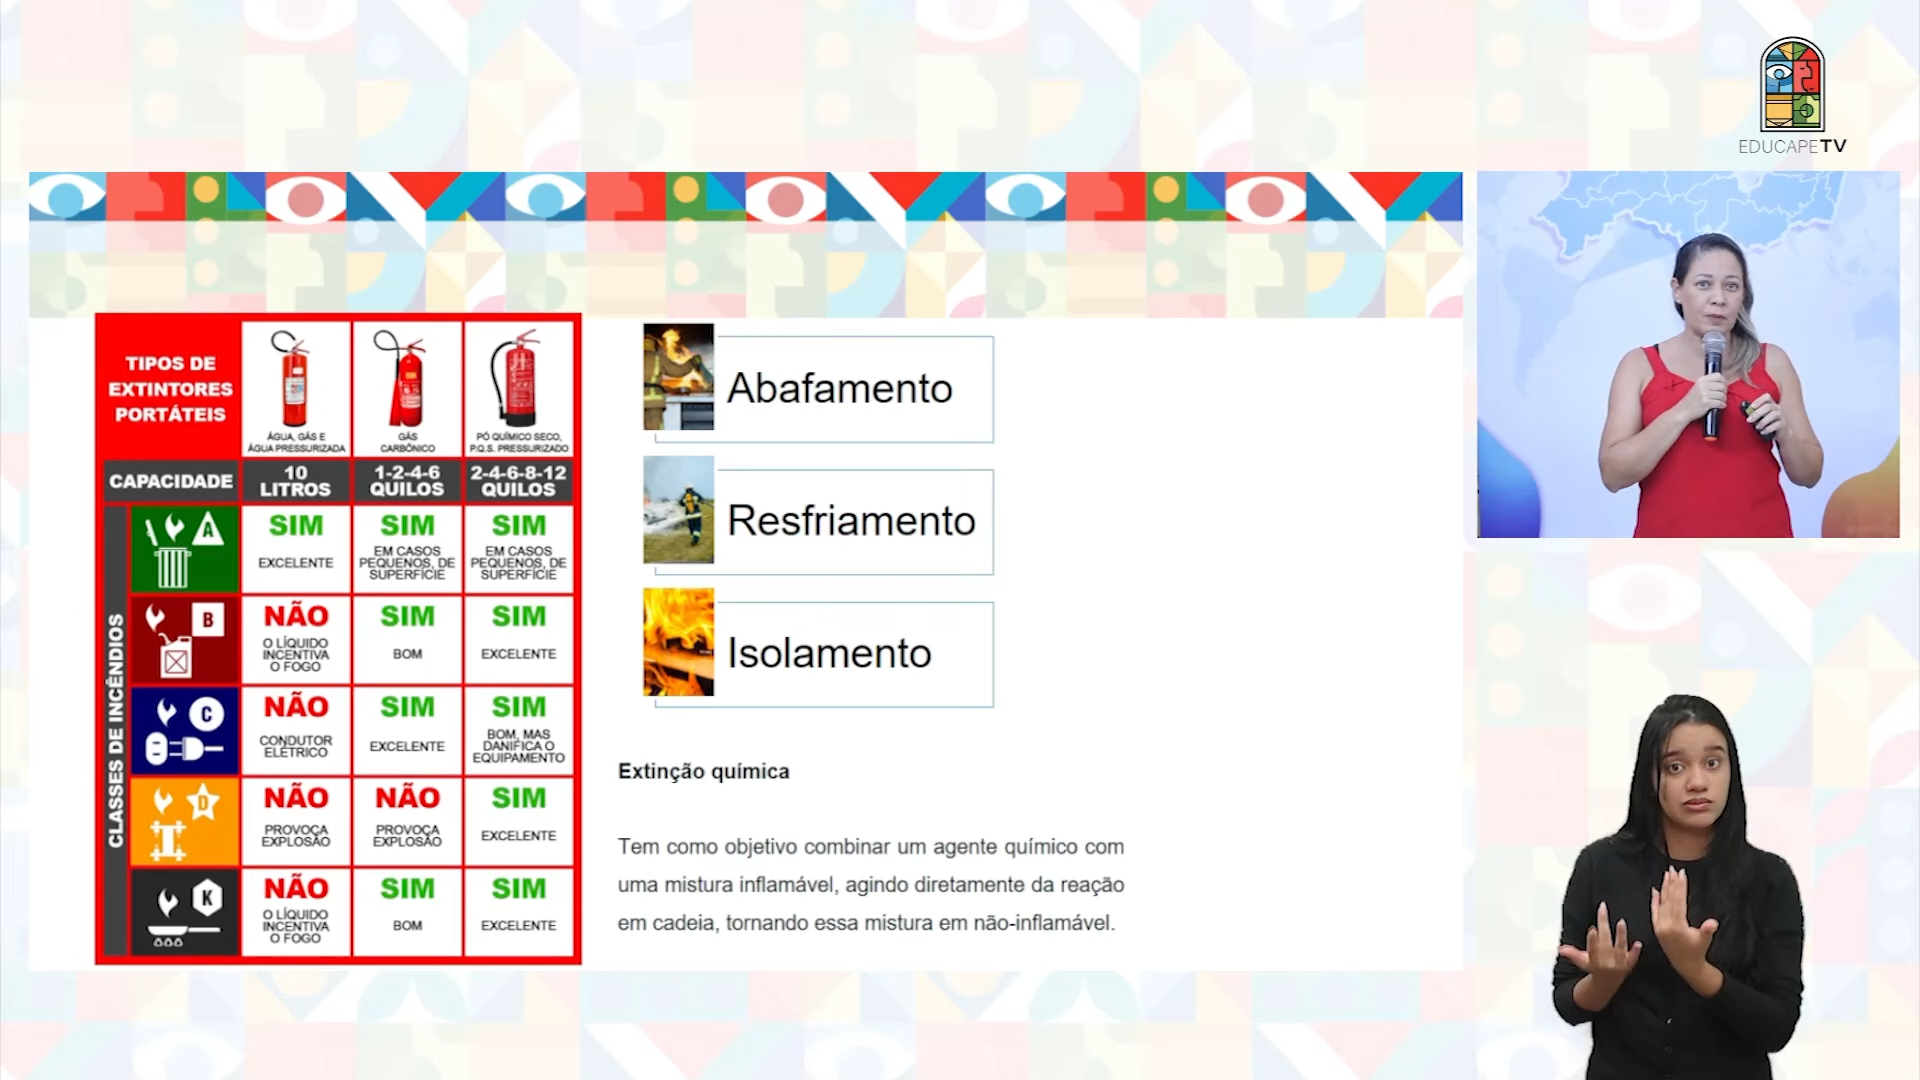 EDUCAPETV
TIPOS DE
EXTINTORES
PORTÁTEIS
ÁGUA, GÁS E
ÁGUA PRESSURIZADA
GÁS
CARBÔNICO
PÓ QUÍMICO SECO,
P.Q.S. PRESSURIZADO
CAPACIDADE
10
LITROS
1-2-4-6
QUILOS
2-4-6-8-12
QUILOS
CLASSES DE INCÊNDIOS
A
SIM
EXCELENTE
SIM
EM CASOS
PEQUENOS, DE
SUPERFÍCIE
SIM
EM CASOS
PEQUENOS, DE
SUPERFÍCIE
B
NÃO
O LÍQUIDO
INCENTIVA
O FOGO
SIM
BOM
SIM
EXCELENTE
C
NÃO
CONDUTOR
ELÉTRICO
SIM
EXCELENTE
SIM
BOM, MAS
DANIFICA O
EQUIPAMENTO
D
NÃO
PROVOCA
EXPLOSÃO
NÃO
PROVOCA
EXPLOSÃO
SIM
EXCELENTE
K
NÃO
O LÍQUIDO
INCENTIVA
O FOGO
SIM
BOM
SIM
EXCELENTE
Abafamento
Resfriamento
Isolamento
Extinção química
Tem como objetivo combinar um agente químico com
uma mistura inflamável, agindo diretamente da reação
em cadeia, tornando essa mistura em não-inflamável.